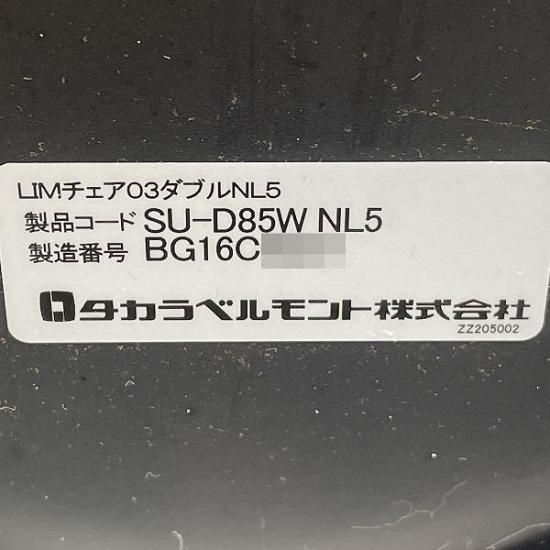 LIMチェア03ダブルNL5
製品コード SU-D85W NL5
製造番号 BG16C
タカラベルモント株式会社
ZZ205002